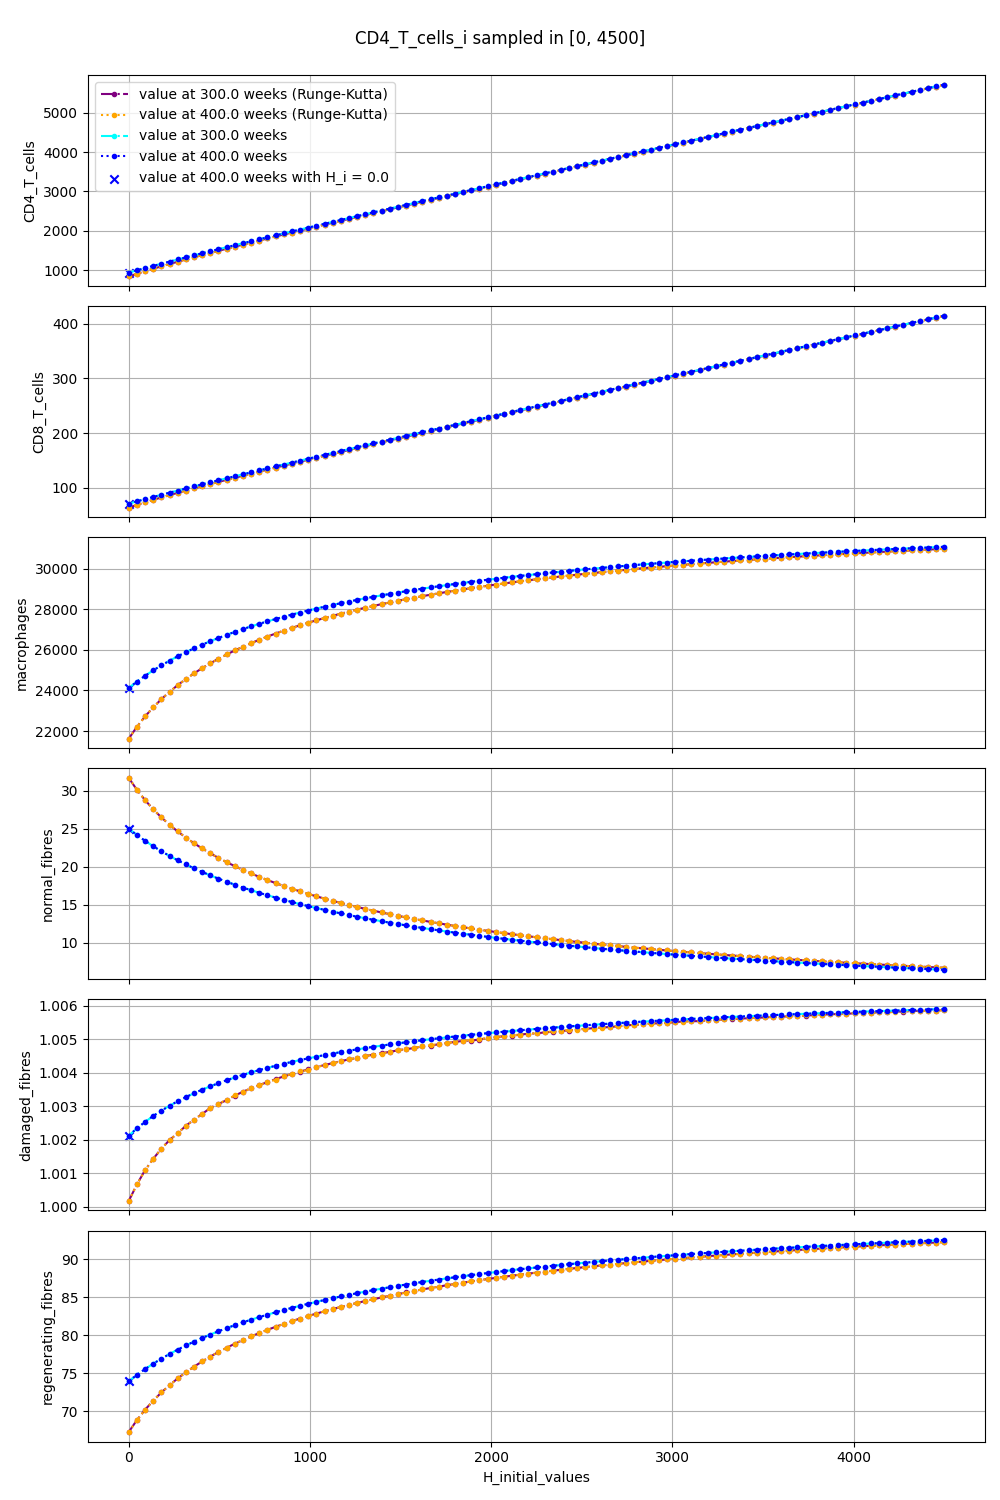 CD4_T_cells_i sampled in [0, 4500]
value at 300.0 weeks (Runge-Kutta)
value at 400.0 weeks (Runge-Kutta)
value at 300.0 weeks
value at 400.0 weeks
value at 400.0 weeks with H_i = 0.0
CD4_T_cells
5000
4000
3000
2000
1000
CD8_T_cells
400
300
200
100
macrophages
30000
28000
26000
24000
22000
normal_fibres
30
25
20
15
10
damaged_fibres
1.006
1.005
1.004
1.003
1.002
1.001
1.000
regenerating_fibres
90
85
80
75
70
0 1000 2000 3000 4000
H_initial_values